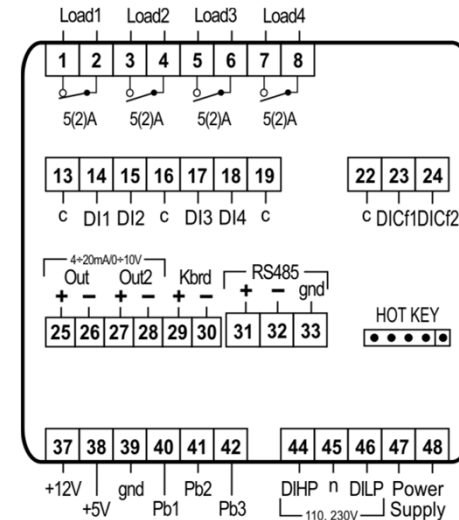 Load1 Load2 Load3 Load4
1 2 3 4 5 6 7 8
5(2)A 5(2)A 5(2)A 5(2)A
13 14 15 16 17 18 19 22 23 24
c DI1 DI2 c DI3 DI4 c c DICf1 DICf2
4÷20mA/0÷10V
Out Out2 Kbrd RS485
+ − + − + − + − gnd
25 26 27 28 29 30 31 32 33
HOT KEY
37 38 39 40 41 42 44 45 46 47 48
+12V gnd Pb2 DIHP n DILP Power
+5V Pb1 Pb3 110, 230V Supply